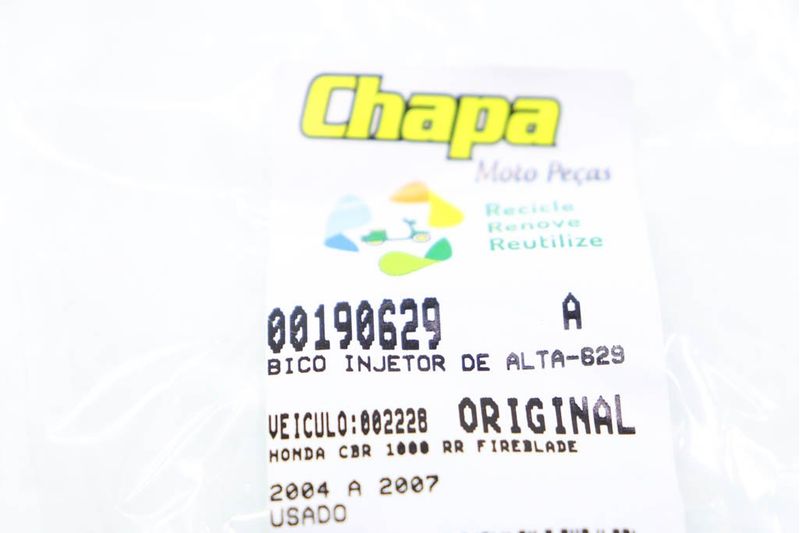 Chapa
Moto Peças
Recicle
Renove
Reutilize
00190629 A
BICO INJETOR DE ALTA-629
VEICULO:002228 ORIGINAL
HONDA CBR 1000 RR FIREBLADE
2004 A 2007
USADO